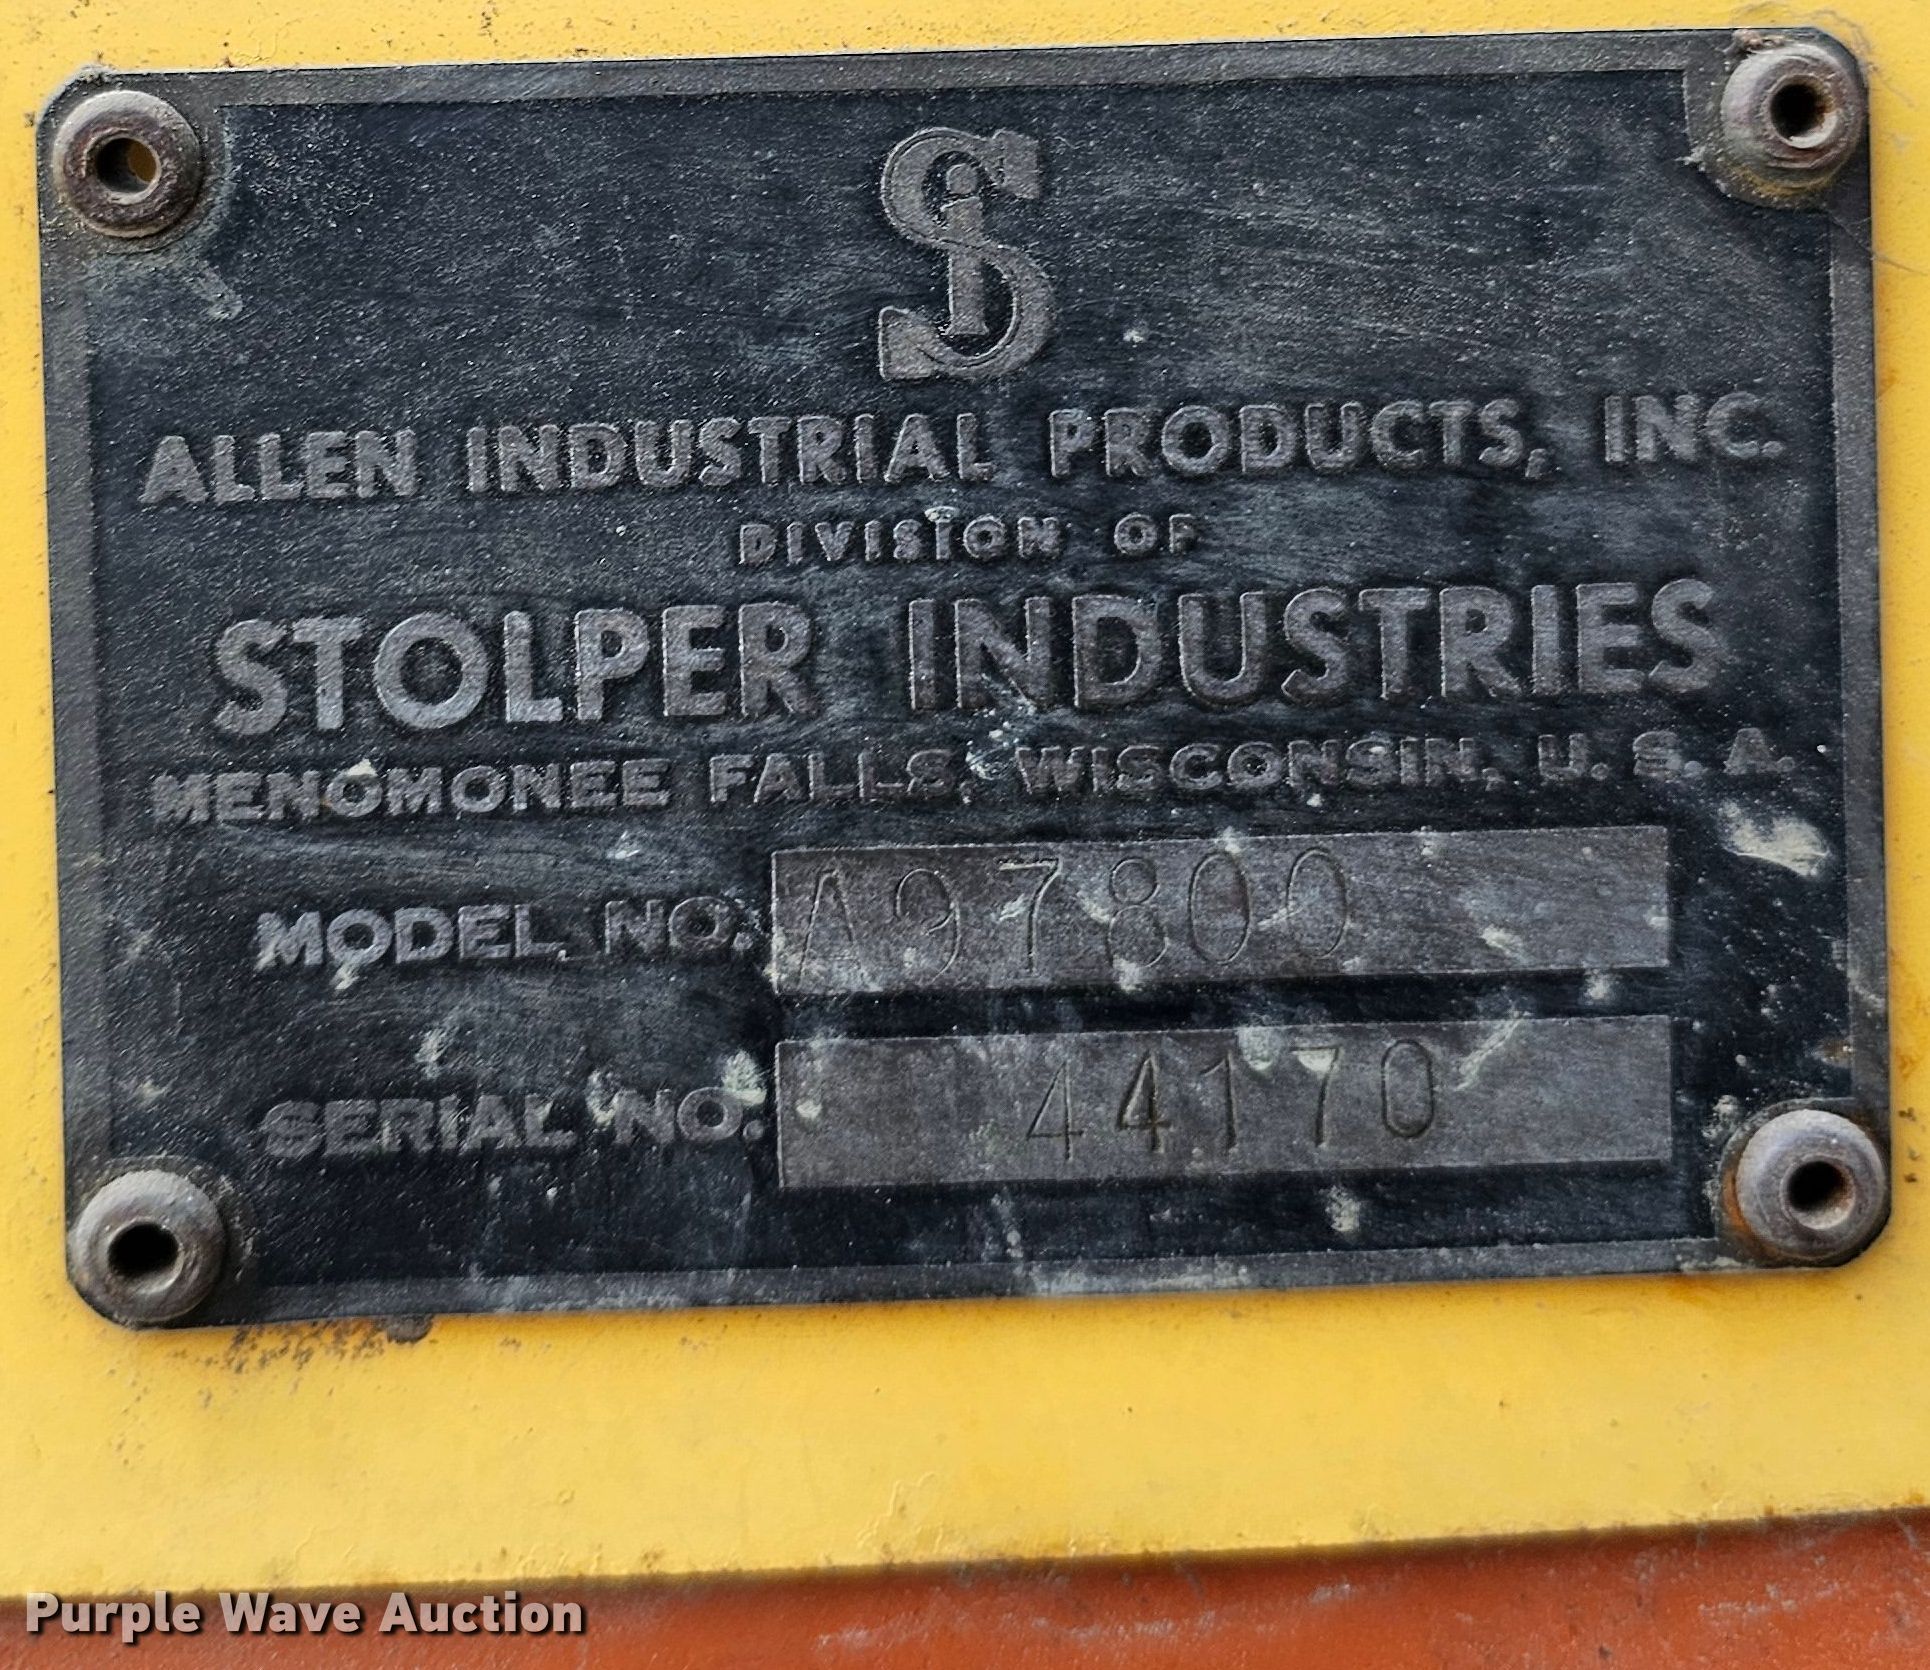 Si
ALLEN INDUSTRIAL PRODUCTS, INC.
DIVISION OF
STOLPER INDUSTRIES
MENOMONEE FALLS, WISCONSIN, U. S. A.
MODEL NO. A97800
SERIAL NO. 44170
Purple Wave Auction